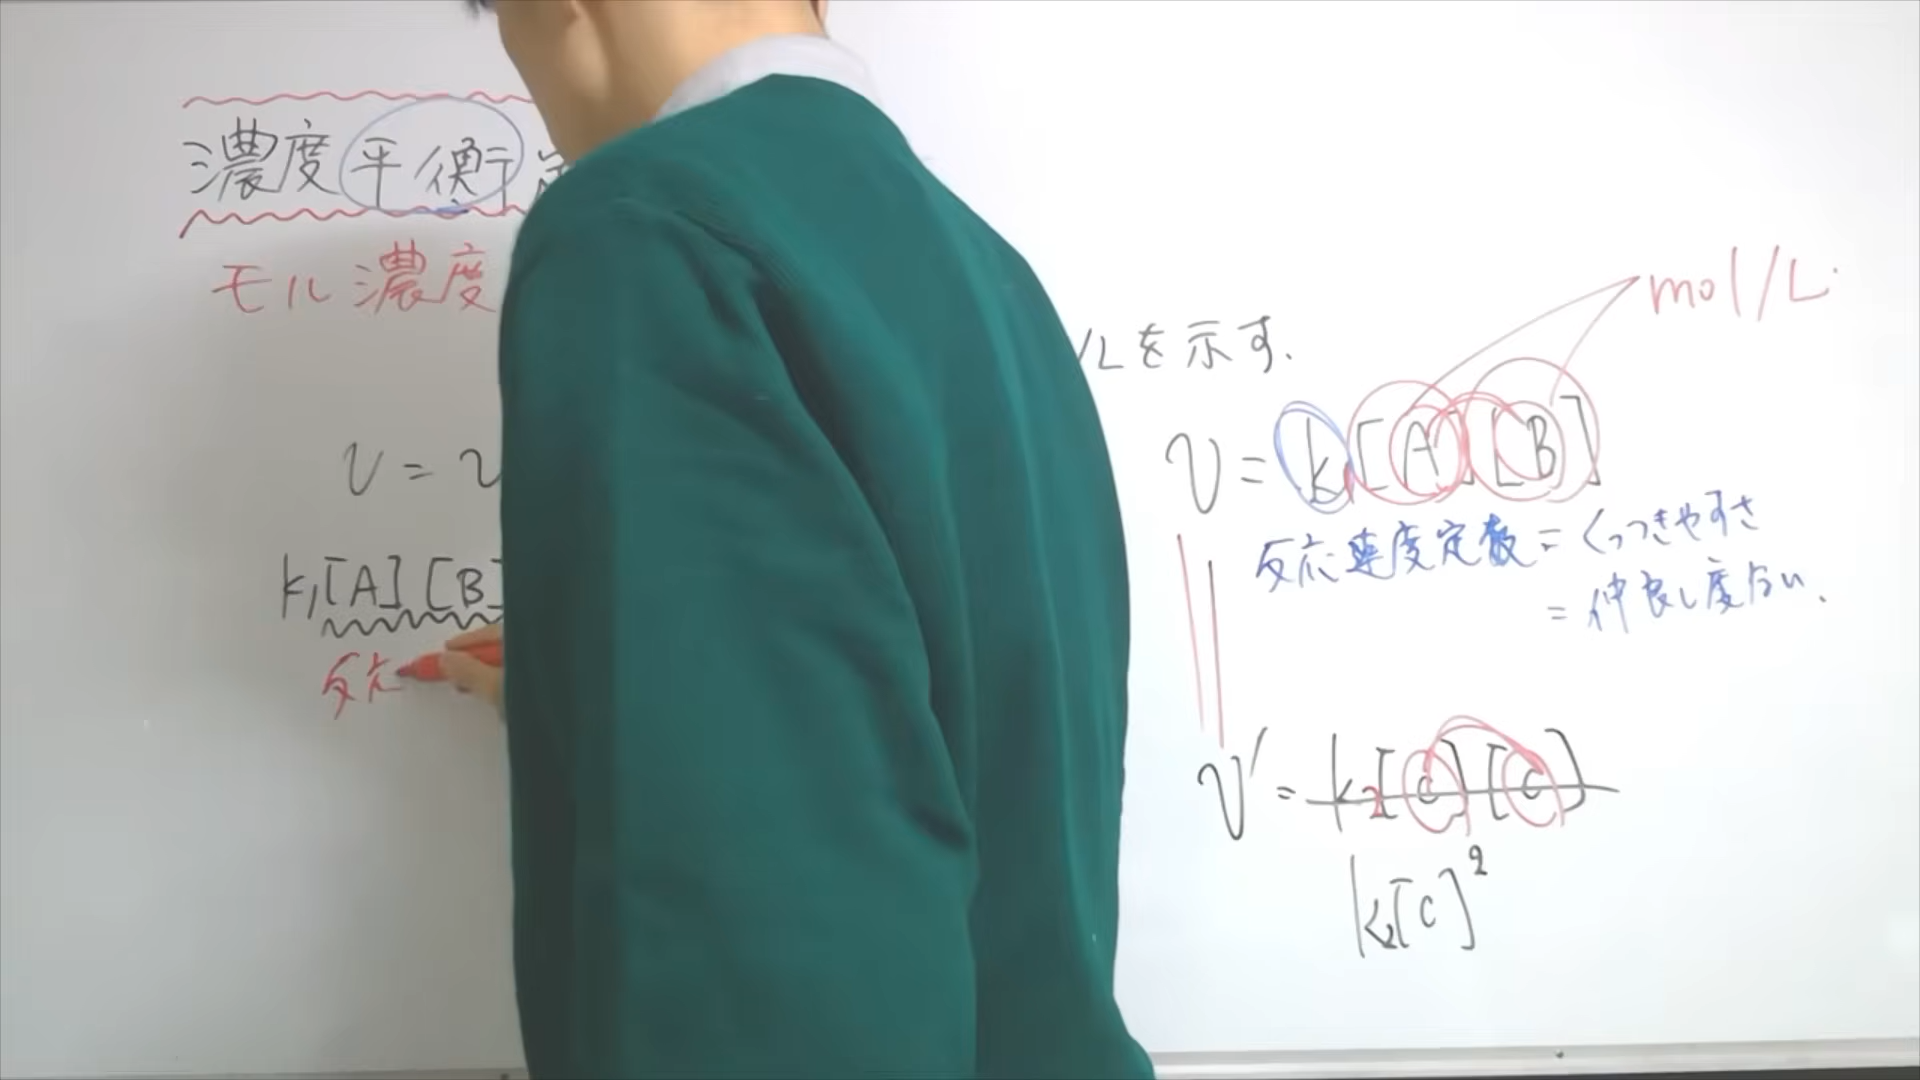 濃度平衡定
モル濃度
/Lを示す.
mol/L.
v = k₁[A][B]
反応速度定数 = くっつきやすさ
= 仲良し度合い.
v = v
k₁[A][B]
反応
v' = k₂[C][C]
k₂[C]²